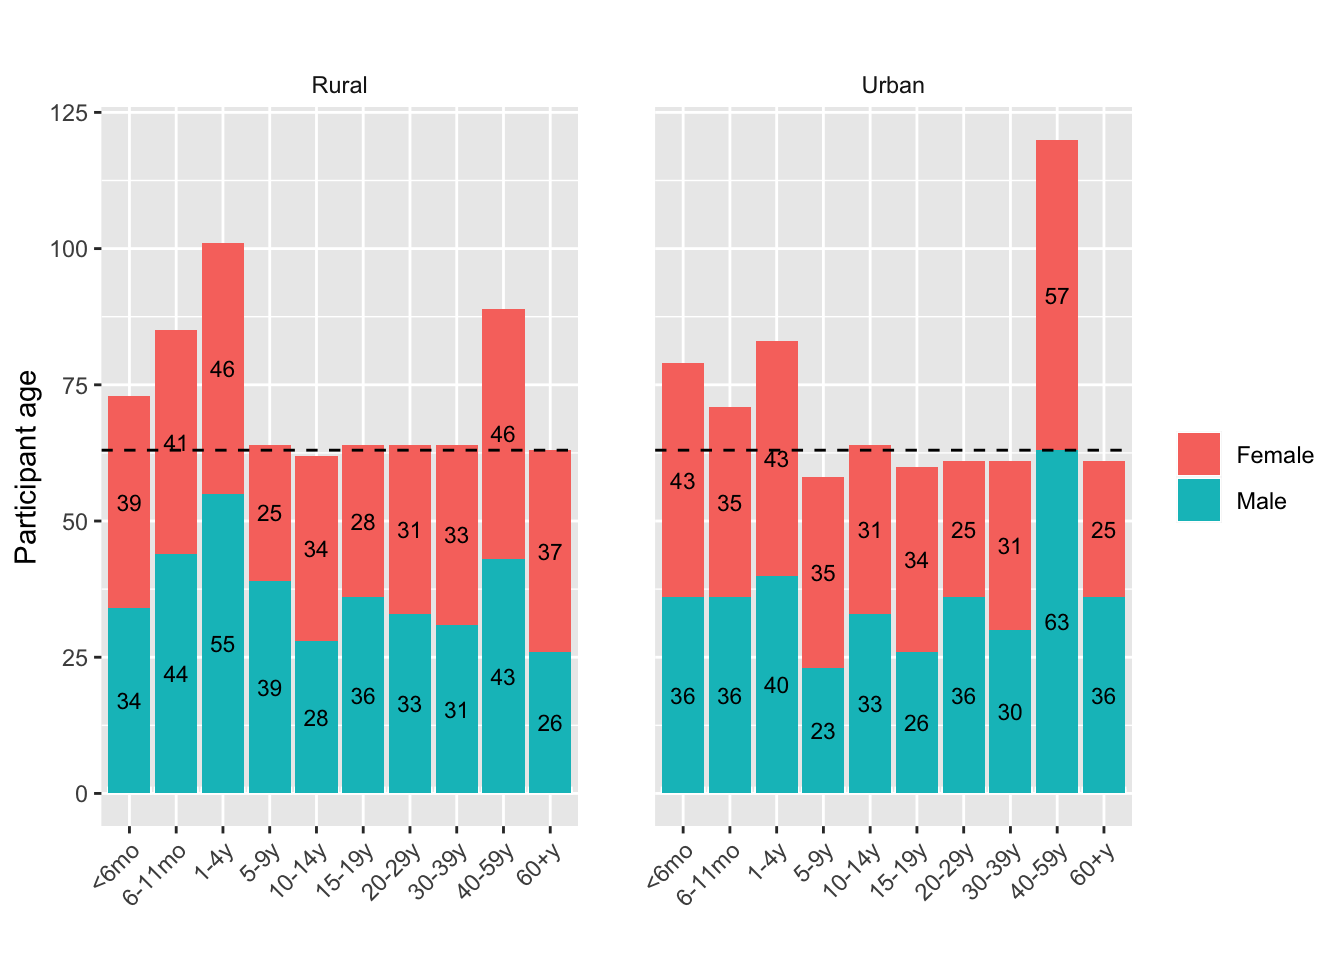 Rural
Urban
125
100
75
50
25
0
Participant age
46
41
46
39
25
34
28
31
33
37
34
44
55
39
28
36
33
31
43
26
57
43
35
43
35
31
34
25
31
25
36
36
40
23
33
26
36
30
63
36
<6mo
6-11mo
1-4y
5-9y
10-14y
15-19y
20-29y
30-39y
40-59y
60+y
<6mo
6-11mo
1-4y
5-9y
10-14y
15-19y
20-29y
30-39y
40-59y
60+y
Female
Male